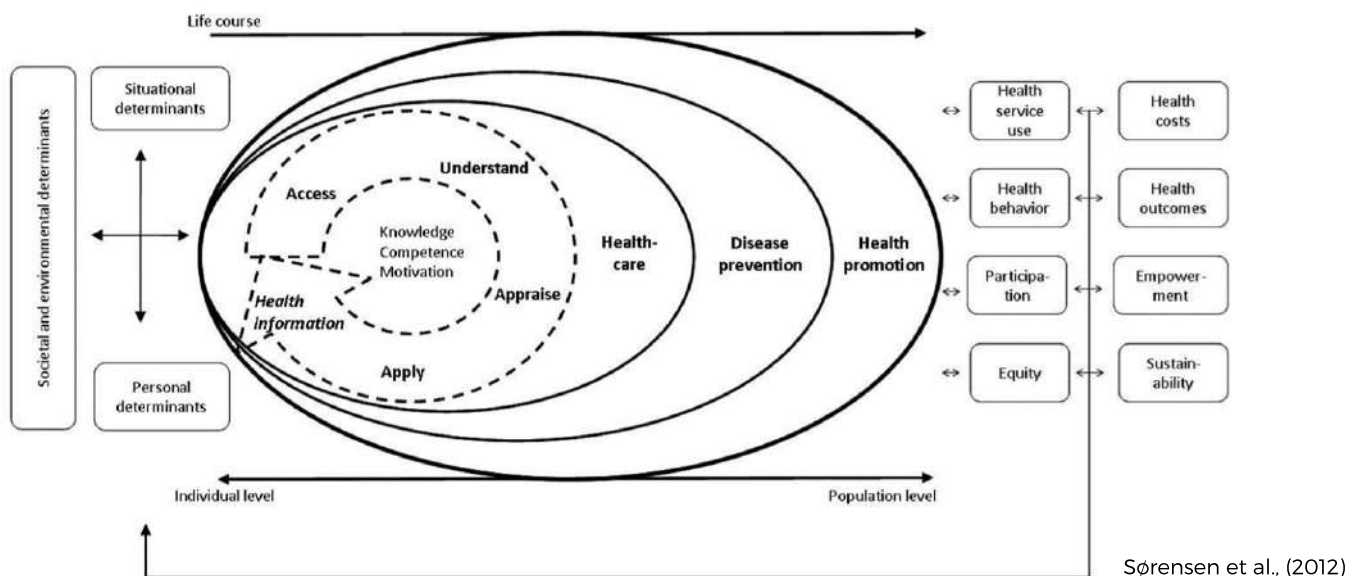 Life course
Societal and environmental determinants
Situational
determinants
Personal
determinants
Access
Understand
Knowledge
Competence
Motivation
Appraise
Health
information
Apply
Health-
care
Disease
prevention
Health
promotion
Health
service
use
Health
costs
Health
behavior
Health
outcomes
Participa-
tion
Empower-
ment
Equity
Sustain-
ability
Individual level
Population level
Sørensen et al., (2012)